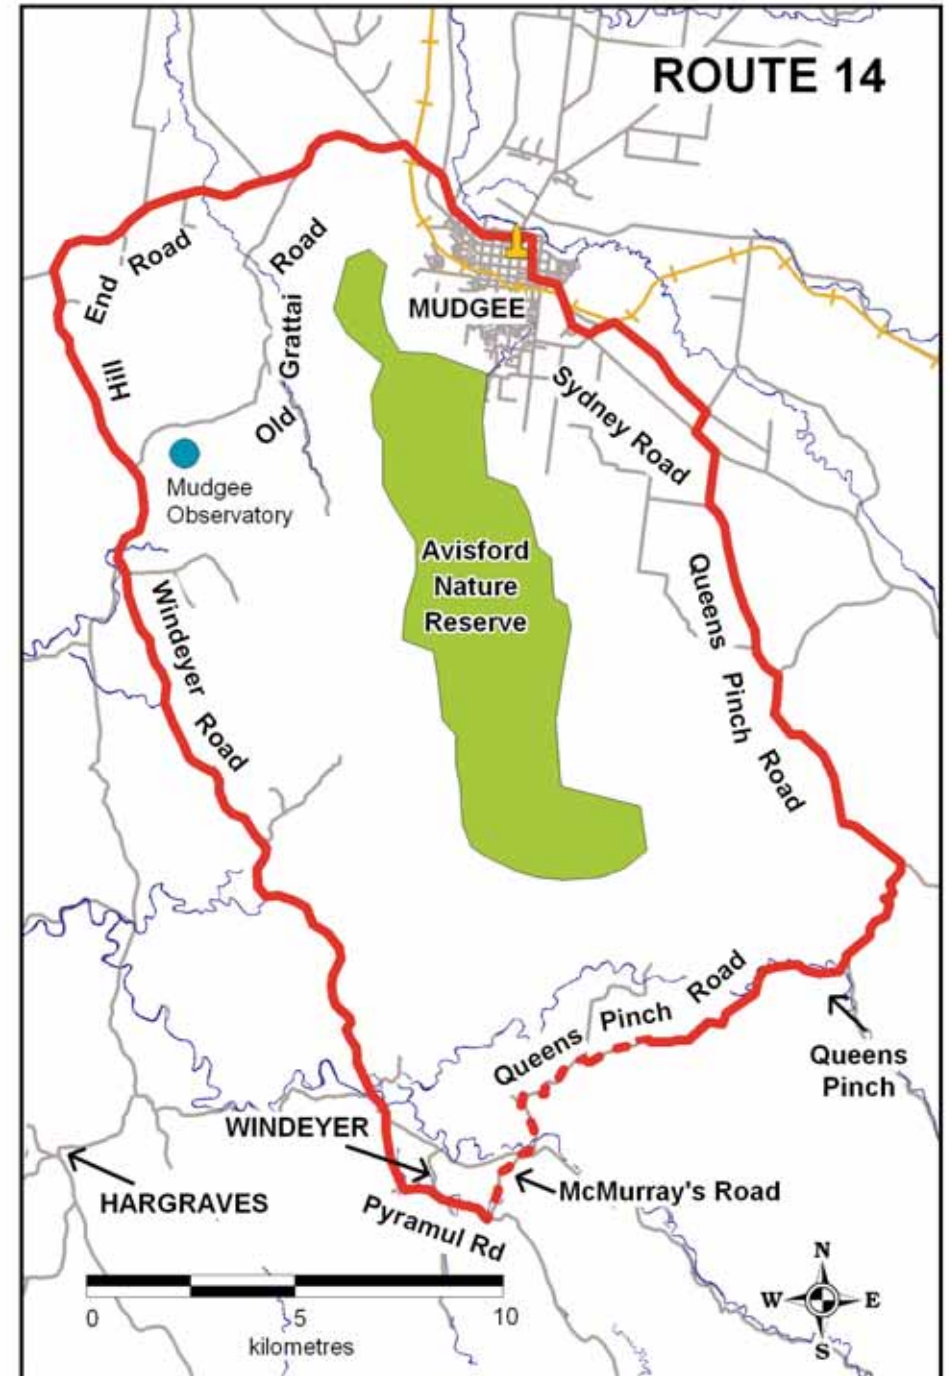 ROUTE 14
Hill End Road
Old Grattai Road
MUDGEE
Sydney Road
Mudgee
Observatory
Avisford
Nature
Reserve
Windeyer Road
Queens Pinch Road
Queens Pinch Road
Queens
Pinch
WINDEYER
HARGRAVES
McMurray's Road
Pyramul Rd
N
W
E
S
0
5
10
kilometres